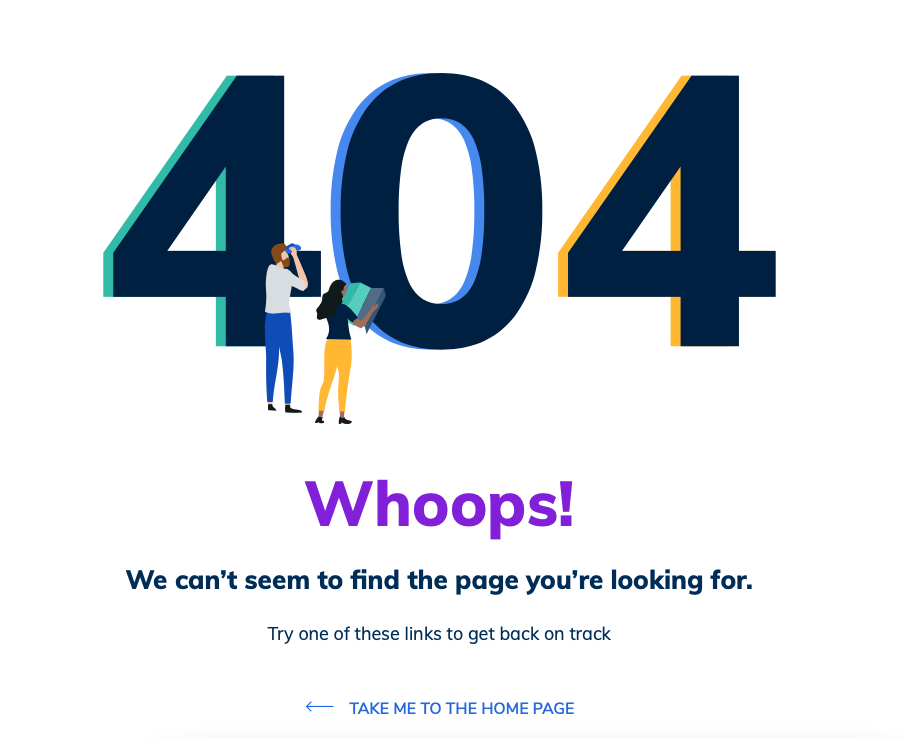 404
Whoops!
We can’t seem to find the page you’re looking for.
Try one of these links to get back on track
TAKE ME TO THE HOME PAGE